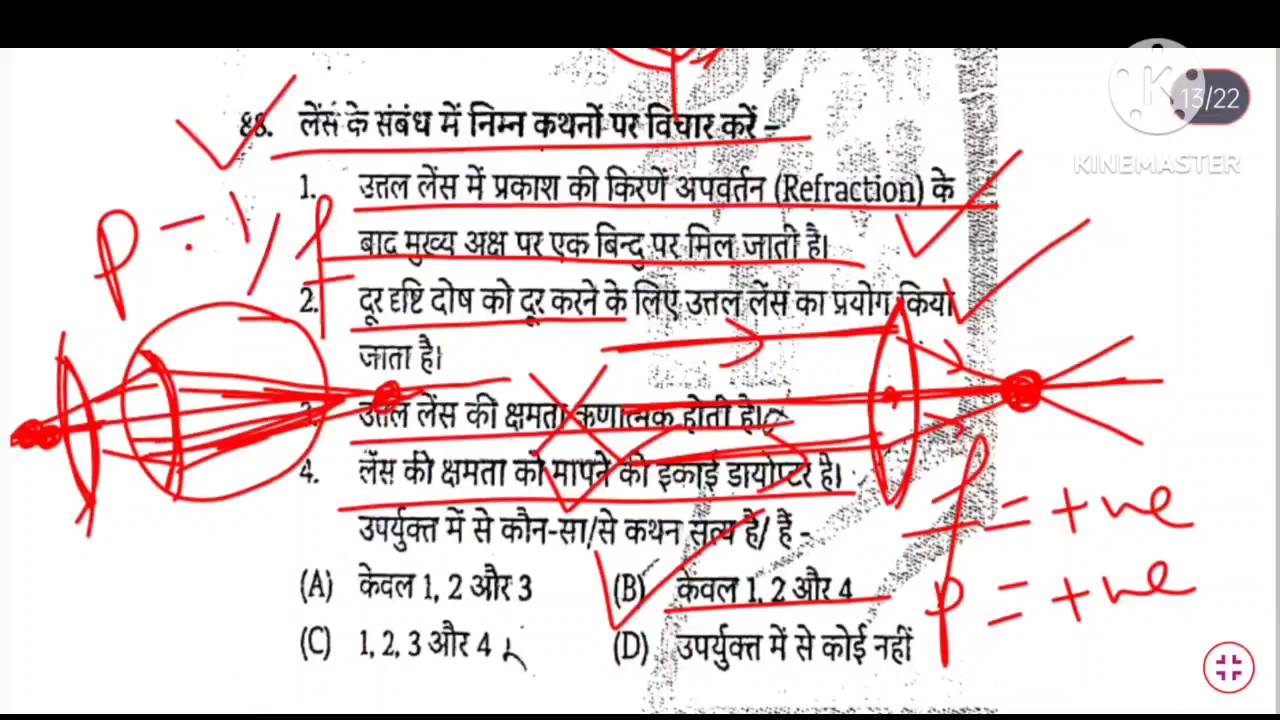 13/22
KINEMASTER
88. लेंस के संबंध में निम्न कथनों पर विचार करें –
1. उत्तल लेंस में प्रकाश की किरणें अपवर्तन (Refraction) के
बाद मुख्य अक्ष पर एक बिन्दु पर मिल जाती है।
P = 1/f
2. दूर दृष्टि दोष को दूर करने के लिए उत्तल लेंस का प्रयोग किया
जाता है।
3. उत्तल लेंस की क्षमता ऋणात्मक होती है।
4. लेंस की क्षमता को मापने की इकाई डायोप्टर है।
f = +ve
उपर्युक्त में से कौन-सा/से कथन सत्य है/ हैं -
(A) केवल 1, 2 और 3 (B) केवल 1, 2 और 4
P = +ve
(C) 1, 2, 3 और 4 (D) उपर्युक्त में से कोई नहीं